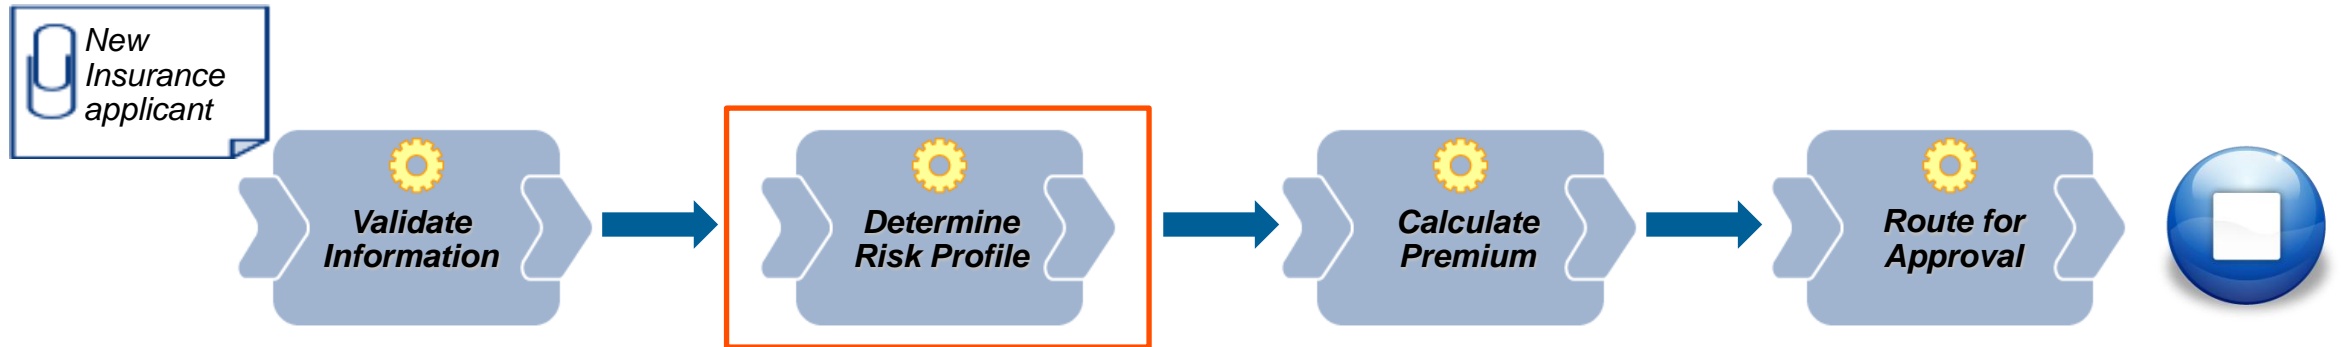 New
Insurance
applicant
Validate
Information
Determine
Risk Profile
Calculate
Premium
Route for
Approval